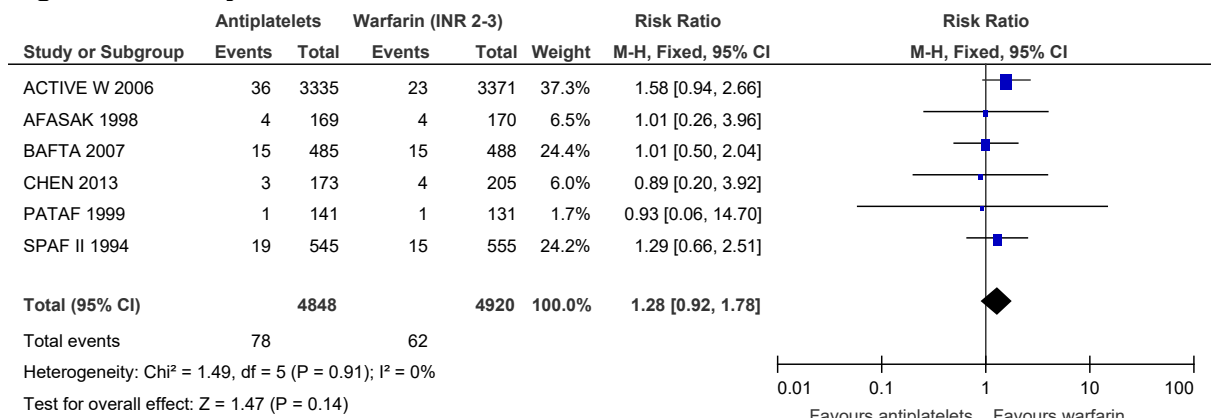 Antiplatelets Warfarin (INR 2-3) Risk Ratio Risk Ratio
Study or Subgroup Events Total Events Total Weight M-H, Fixed, 95% CI M-H, Fixed, 95% CI
ACTIVE W 2006 36 3335 23 3371 37.3% 1.58 [0.94, 2.66]
AFASAK 1998 4 169 4 170 6.5% 1.01 [0.26, 3.96]
BAFTA 2007 15 485 15 488 24.4% 1.01 [0.50, 2.04]
CHEN 2013 3 173 4 205 6.0% 0.89 [0.20, 3.92]
PATAF 1999 1 141 1 131 1.7% 0.93 [0.06, 14.70]
SPAF II 1994 19 545 15 555 24.2% 1.29 [0.66, 2.51]
Total (95% CI) 4848 4920 100.0% 1.28 [0.92, 1.78]
Total events 78 62
Heterogeneity: Chi² = 1.49, df = 5 (P = 0.91); I² = 0%
Test for overall effect: Z = 1.47 (P = 0.14)
0.01 0.1 1 10 100
Favours antiplatelets Favours warfarin